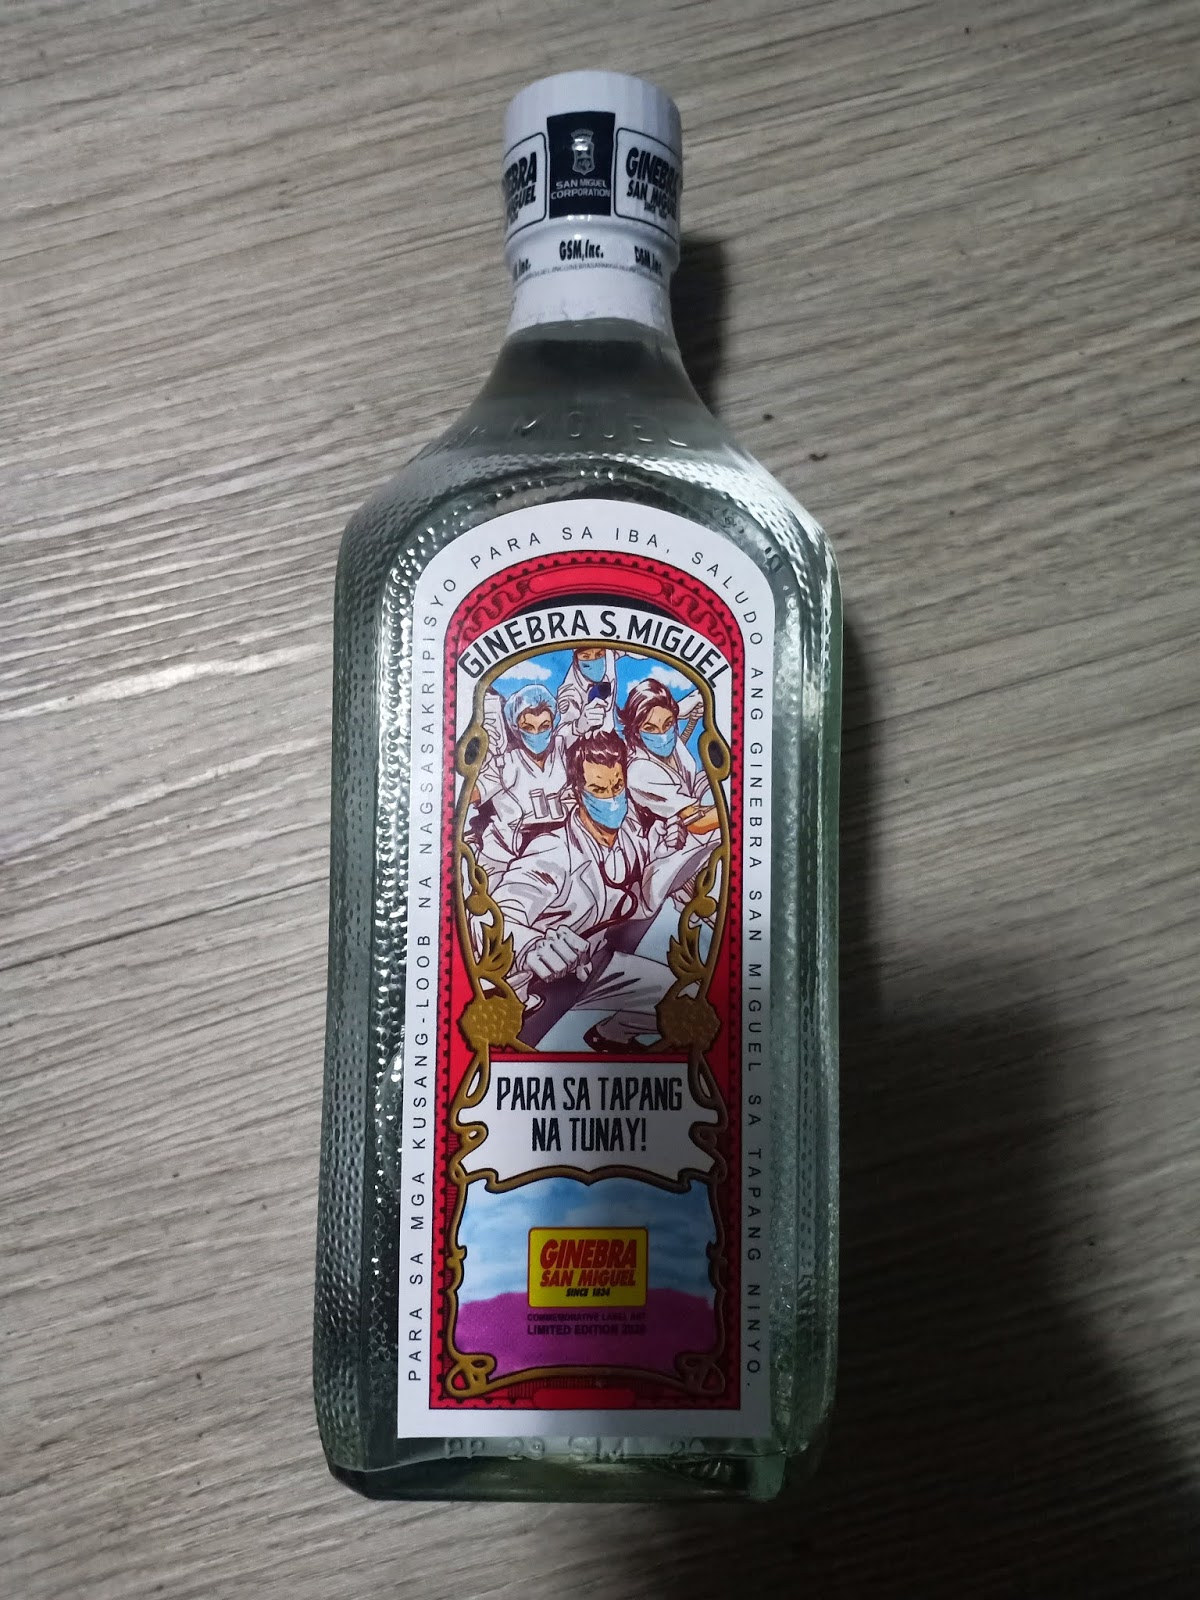 GINEBRA
SAN MIGUEL
SAN MIGUEL
CORPORATION
GSM,Inc.
SAN MIGUEL
PARA SA MGA KUSANG-LOOB NA NAGSASAKRIPISYO PARA SA IBA, SALUDO ANG GINEBRA SAN MIGUEL SA TAPANG NINYO.
GINEBRA S. MIGUEL
PARA SA TAPANG
NA TUNAY!
GINEBRA
SAN MIGUEL
SINCE 1834
COMMEMORATIVE LABEL ART
LIMITED EDITION 2020